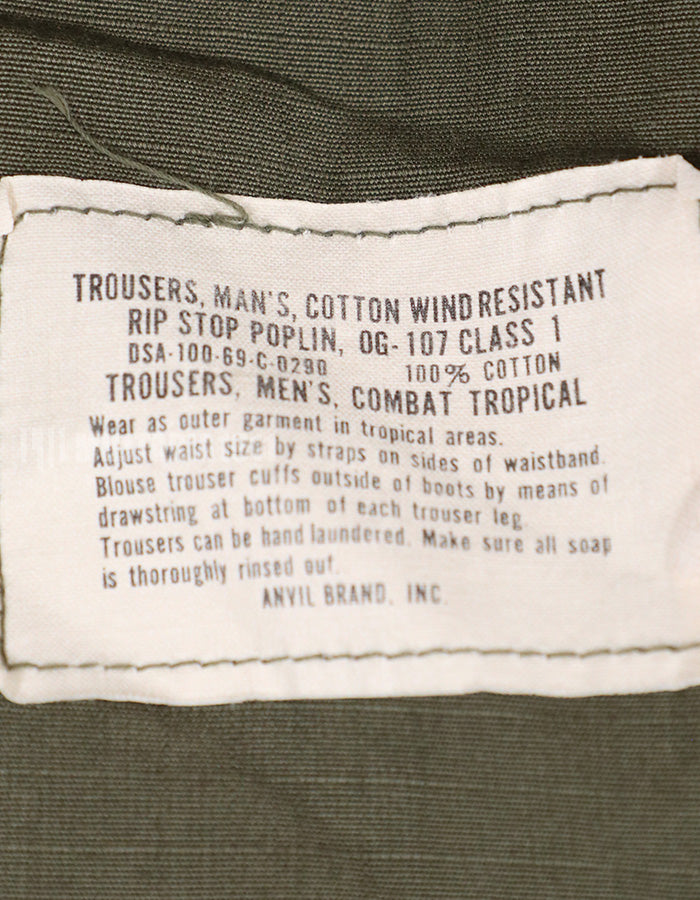 TROUSERS, MAN'S, COTTON WIND RESISTANT
RIP STOP POPLIN, OG-107 CLASS 1
DSA-100-69-C-0290 100% COTTON
TROUSERS, MEN'S, COMBAT TROPICAL
Wear as outer garment in tropical areas.
Adjust waist size by straps on sides of waistband.
Blouse trouser cuffs outside of boots by means of
drawstring at bottom of each trouser leg.
Trousers can be hand laundered. Make sure all soap
is thoroughly rinsed out.
ANVIL BRAND, INC.